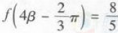 f(4β − 2/3 π) = 8/5